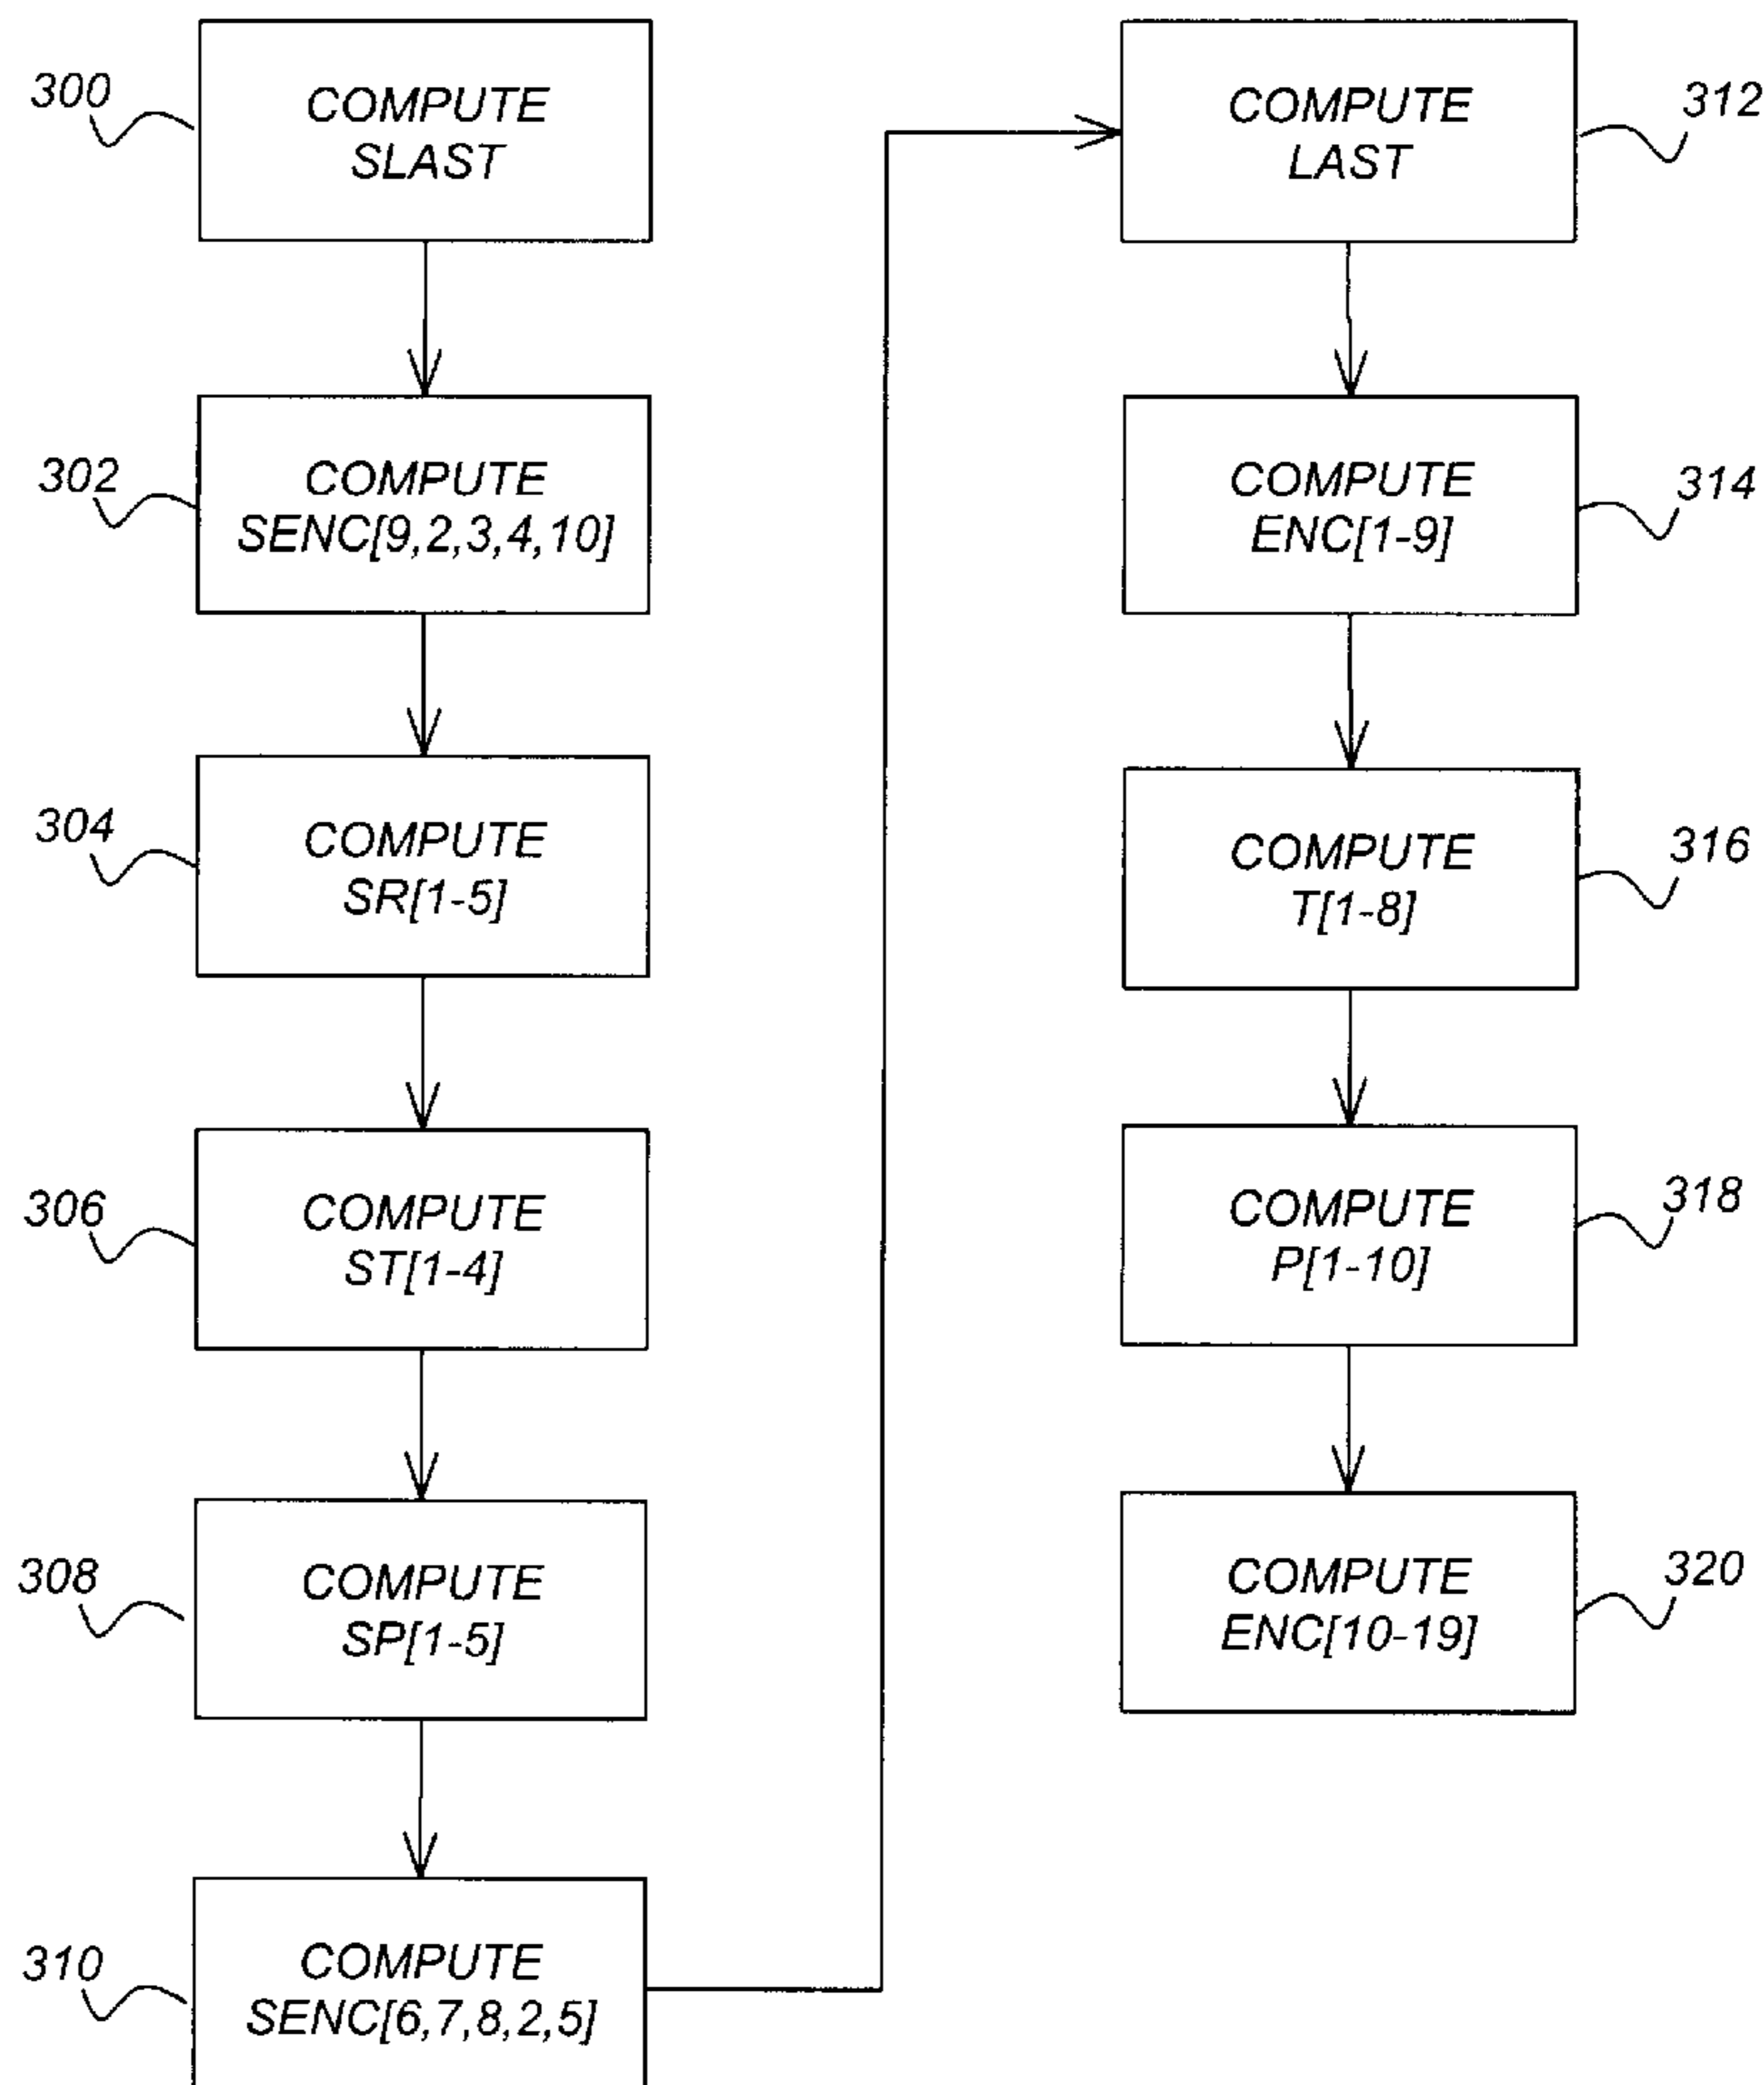 300
COMPUTE
SLAST
302
COMPUTE
SENC[9,2,3,4,10]
304
COMPUTE
SR[1-5]
306
COMPUTE
ST[1-4]
308
COMPUTE
SP[1-5]
310
COMPUTE
SENC[6,7,8,2,5]
COMPUTE
LAST
312
COMPUTE
ENC[1-9]
314
COMPUTE
T[1-8]
316
COMPUTE
P[1-10]
318
COMPUTE
ENC[10-19]
320